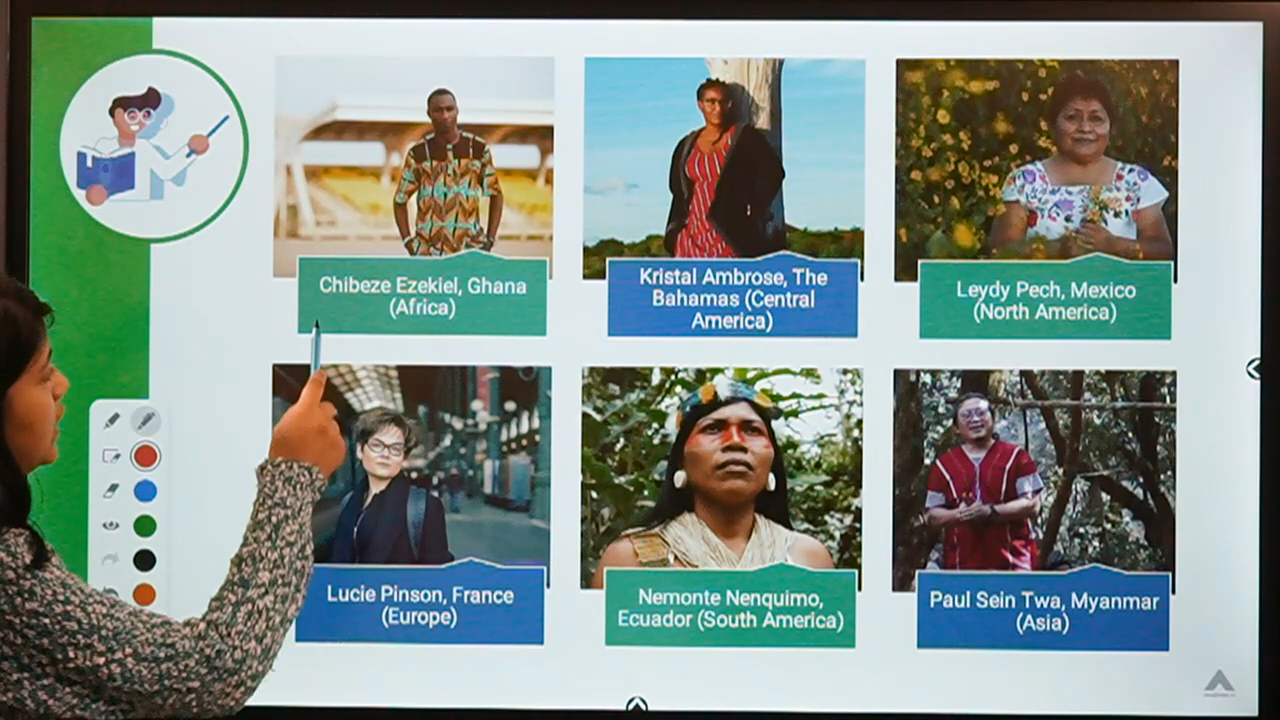 Chibeze Ezekiel, Ghana
(Africa)
Kristal Ambrose, The
Bahamas (Central
America)
Leydy Pech, Mexico
(North America)
Lucie Pinson, France
(Europe)
Nemonte Nenquimo,
Ecuador (South America)
Paul Sein Twa, Myanmar
(Asia)